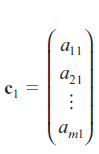 c₁ = 
a₁₁
a₂₁
⋮
aₘ₁